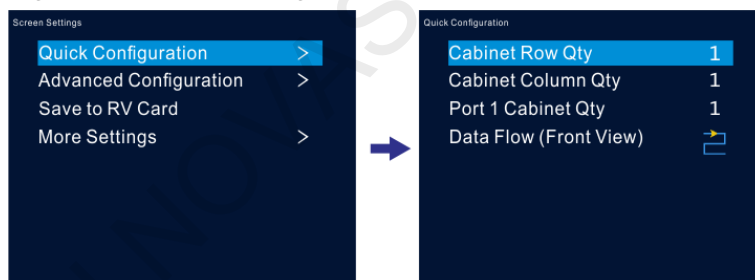 Screen Settings
Quick Configuration >
Advanced Configuration >
Save to RV Card
More Settings >
Quick Configuration
Cabinet Row Qty 1
Cabinet Column Qty 1
Port 1 Cabinet Qty 1
Data Flow (Front View)